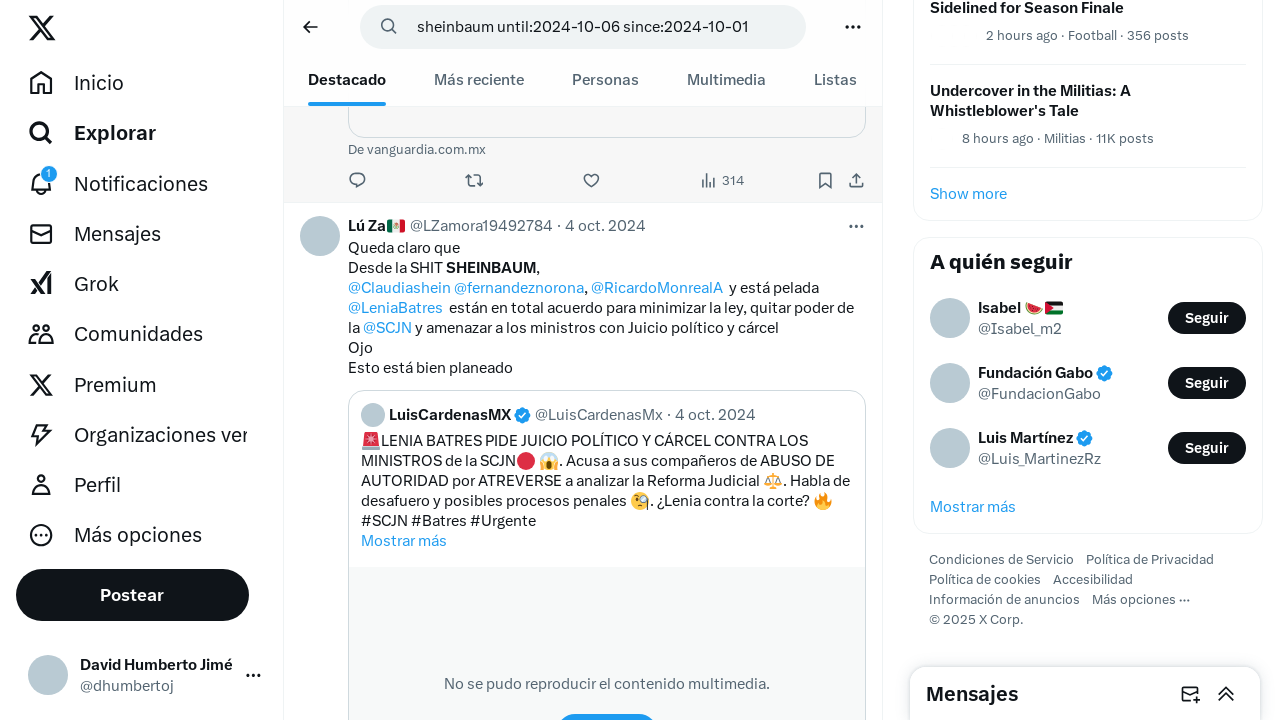 Inicio
Explorar
1
Notificaciones
Mensajes
Grok
Comunidades
Premium
Organizaciones ver
Perfil
Más opciones
Postear
David Humberto Jimé
@dhumbertoj
sheinbaum until:2024-10-06 since:2024-10-01
Destacado
Más reciente
Personas
Multimedia
Listas
De vanguardia.com.mx
314
Lú Za @LZamora19492784 · 4 oct. 2024
Queda claro que
Desde la SHIT SHEINBAUM,
@Claudiashein @fernandeznorona, @RicardoMonrealA y está pelada
@LeniaBatres están en total acuerdo para minimizar la ley, quitar poder de
la @SCJN y amenazar a los ministros con Juicio político y cárcel
Ojo
Esto está bien planeado
LuisCardenasMX @LuisCardenasMx · 4 oct. 2024
LENIA BATRES PIDE JUICIO POLÍTICO Y CÁRCEL CONTRA LOS
MINISTROS de la SCJN. Acusa a sus compañeros de ABUSO DE
AUTORIDAD por ATREVERSE a analizar la Reforma Judicial. Habla de
desafuero y posibles procesos penales. ¿Lenia contra la corte?
#SCJN #Batres #Urgente
Mostrar más
No se pudo reproducir el contenido multimedia.
Sidelined for Season Finale
2 hours ago · Football · 356 posts
Undercover in the Militias: A
Whistleblower's Tale
8 hours ago · Militias · 11K posts
Show more
A quién seguir
Isabel
@Isabel_m2
Seguir
Fundación Gabo
@FundacionGabo
Seguir
Luis Martínez
@Luis_MartinezRz
Seguir
Mostrar más
Condiciones de Servicio Política de Privacidad
Política de cookies Accesibilidad
Información de anuncios Más opciones ···
© 2025 X Corp.
Mensajes